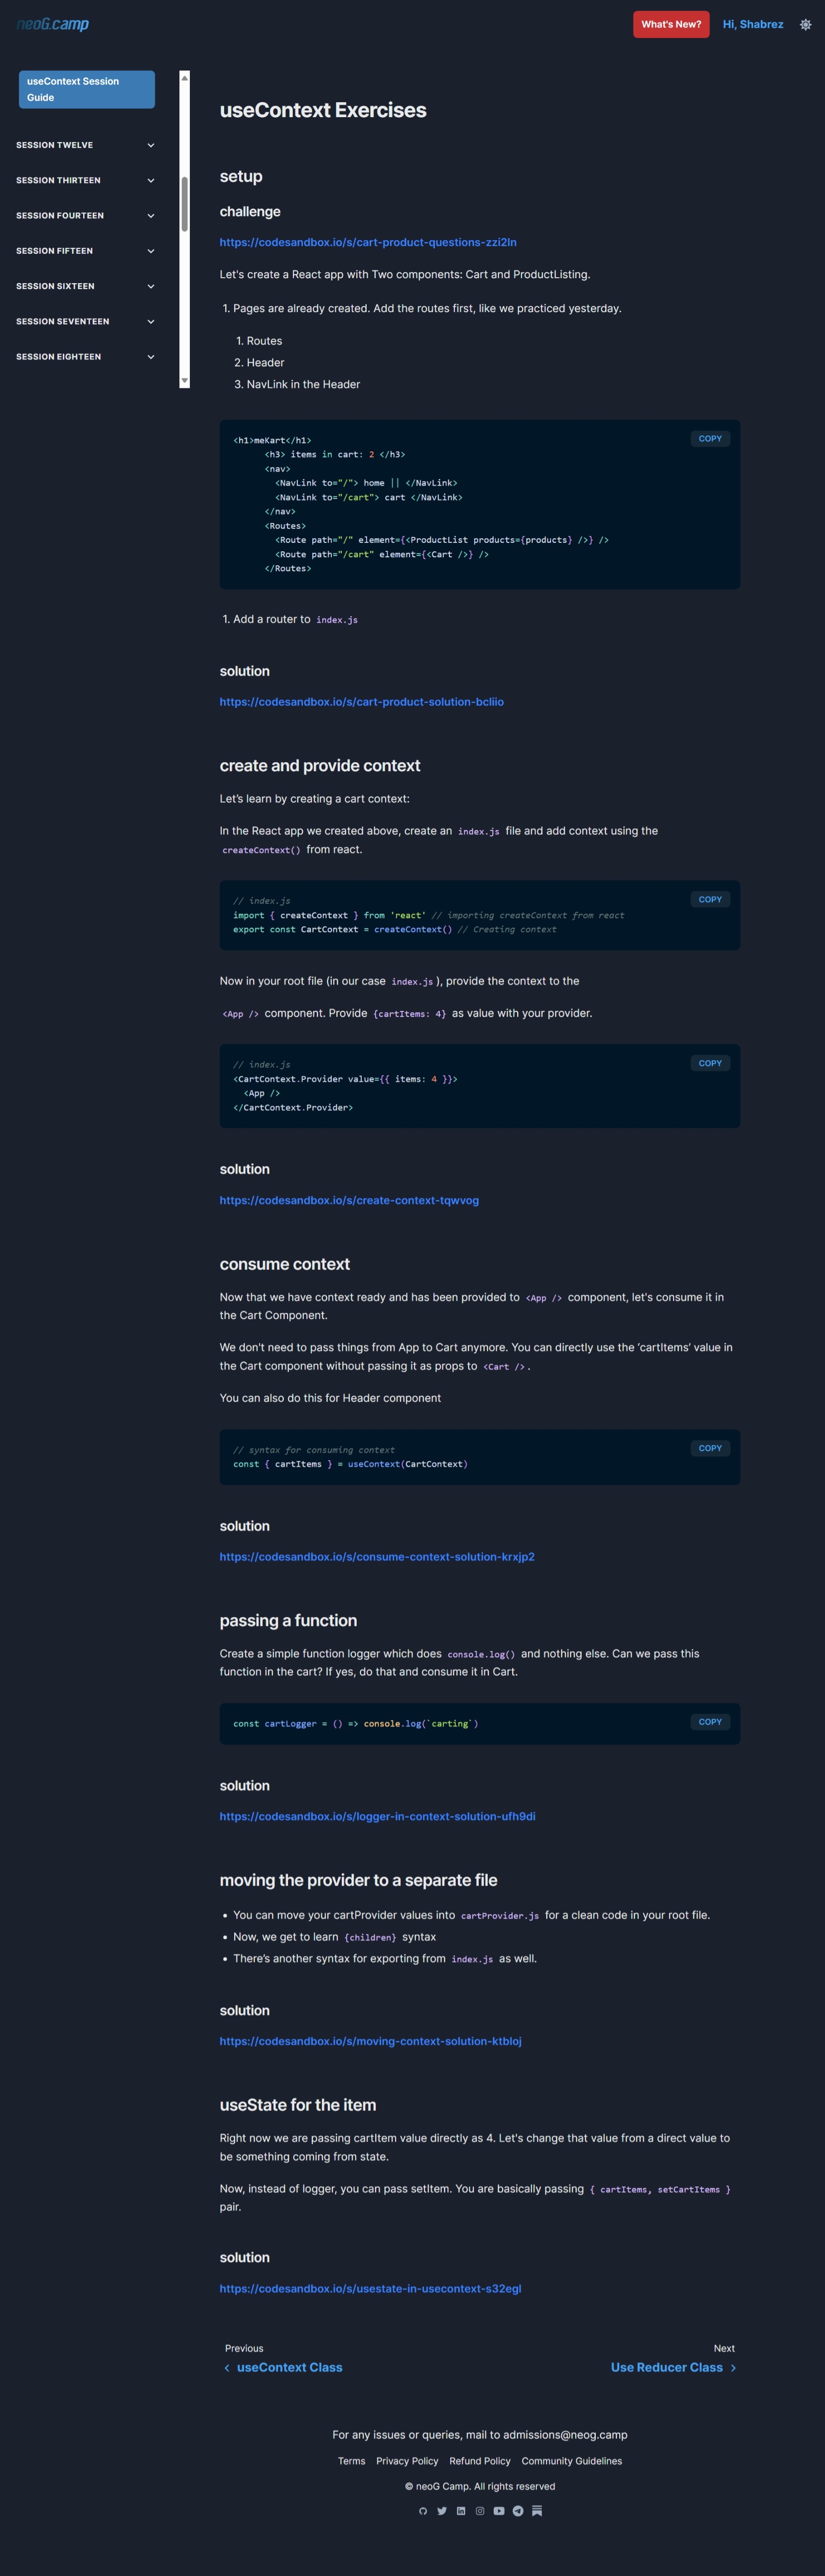 neoG.camp
What's New?
Hi, Shabrez
useContext Session
Guide
SESSION TWELVE
SESSION THIRTEEN
SESSION FOURTEEN
SESSION FIFTEEN
SESSION SIXTEEN
SESSION SEVENTEEN
SESSION EIGHTEEN
useContext Exercises
setup
challenge
https://codesandbox.io/s/cart-product-questions-zzi2ln
Let's create a React app with Two components: Cart and ProductListing.
1. Pages are already created. Add the routes first, like we practiced yesterday.
1. Routes
2. Header
3. NavLink in the Header
COPY
<h1>meKart</h1>
<h3> items in cart: 2 </h3>
<nav>
<NavLink to="/"> home || </NavLink>
<NavLink to="/cart"> cart </NavLink>
</nav>
<Routes>
<Route path="/" element={<ProductList products={products} />} />
<Route path="/cart" element={<Cart />} />
</Routes>
1. Add a router to index.js
solution
https://codesandbox.io/s/cart-product-solution-bcliio
create and provide context
Let's learn by creating a cart context:
In the React app we created above, create an index.js file and add context using the
createContext() from react.
COPY
// index.js
import { createContext } from 'react' // importing createContext from react
export const CartContext = createContext() // Creating context
Now in your root file (in our case index.js ), provide the context to the
<App /> component. Provide {cartItems: 4} as value with your provider.
COPY
// index.js
<CartContext.Provider value={{ items: 4 }}>
<App />
</CartContext.Provider>
solution
https://codesandbox.io/s/create-context-tqwvog
consume context
Now that we have context ready and has been provided to <App /> component, let's consume it in
the Cart Component.
We don't need to pass things from App to Cart anymore. You can directly use the ‘cartItems’ value in
the Cart component without passing it as props to <Cart /> .
You can also do this for Header component
COPY
// syntax for consuming context
const { cartItems } = useContext(CartContext)
solution
https://codesandbox.io/s/consume-context-solution-krxjp2
passing a function
Create a simple function logger which does console.log() and nothing else. Can we pass this
function in the cart? If yes, do that and consume it in Cart.
COPY
const cartLogger = () => console.log(`carting`)
solution
https://codesandbox.io/s/logger-in-context-solution-ufh9di
moving the provider to a separate file
• You can move your cartProvider values into cartProvider.js for a clean code in your root file.
• Now, we get to learn {children} syntax
• There's another syntax for exporting from index.js as well.
solution
https://codesandbox.io/s/moving-context-solution-ktbloj
useState for the item
Right now we are passing cartItem value directly as 4. Let's change that value from a direct value to
be something coming from state.
Now, instead of logger, you can pass setItem. You are basically passing { cartItems, setCartItems }
pair.
solution
https://codesandbox.io/s/usestate-in-usecontext-s32egl
Previous
useContext Class
Next
Use Reducer Class
For any issues or queries, mail to admissions@neog.camp
Terms Privacy Policy Refund Policy Community Guidelines
© neoG Camp. All rights reserved